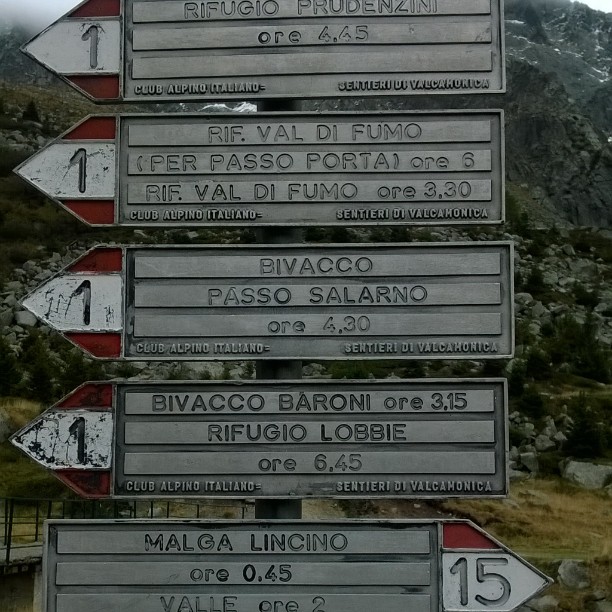 RIFUGIO PRUDENZINI
1
ore 4,45
CLUB ALPINO ITALIANO= SENTIERI DI VALCAMONICA
RIF. VAL DI FUMO
1
(PER PASSO PORTA) ore 6
RIF. VAL DI FUMO ore 3,30
CLUB ALPINO ITALIANO= SENTIERI DI VALCAMONICA
BIVACCO
1
PASSO SALARNO
ore 4,30
CLUB ALPINO ITALIANO= SENTIERI DI VALCAMONICA
BIVACCO BARONI ore 3,15
1
RIFUGIO LOBBIE
ore 6,45
CLUB ALPINO ITALIANO= SENTIERI DI VALCAMONICA
MALGA LINCINO
ore 0,45
15
VALLE ore 2